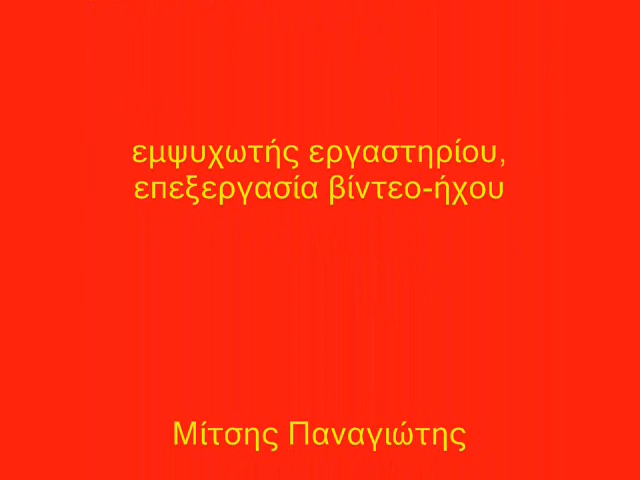 εμψυχωτής εργαστηρίου,
επεξεργασία βίντεο-ήχου
Μίτσης Παναγιώτης